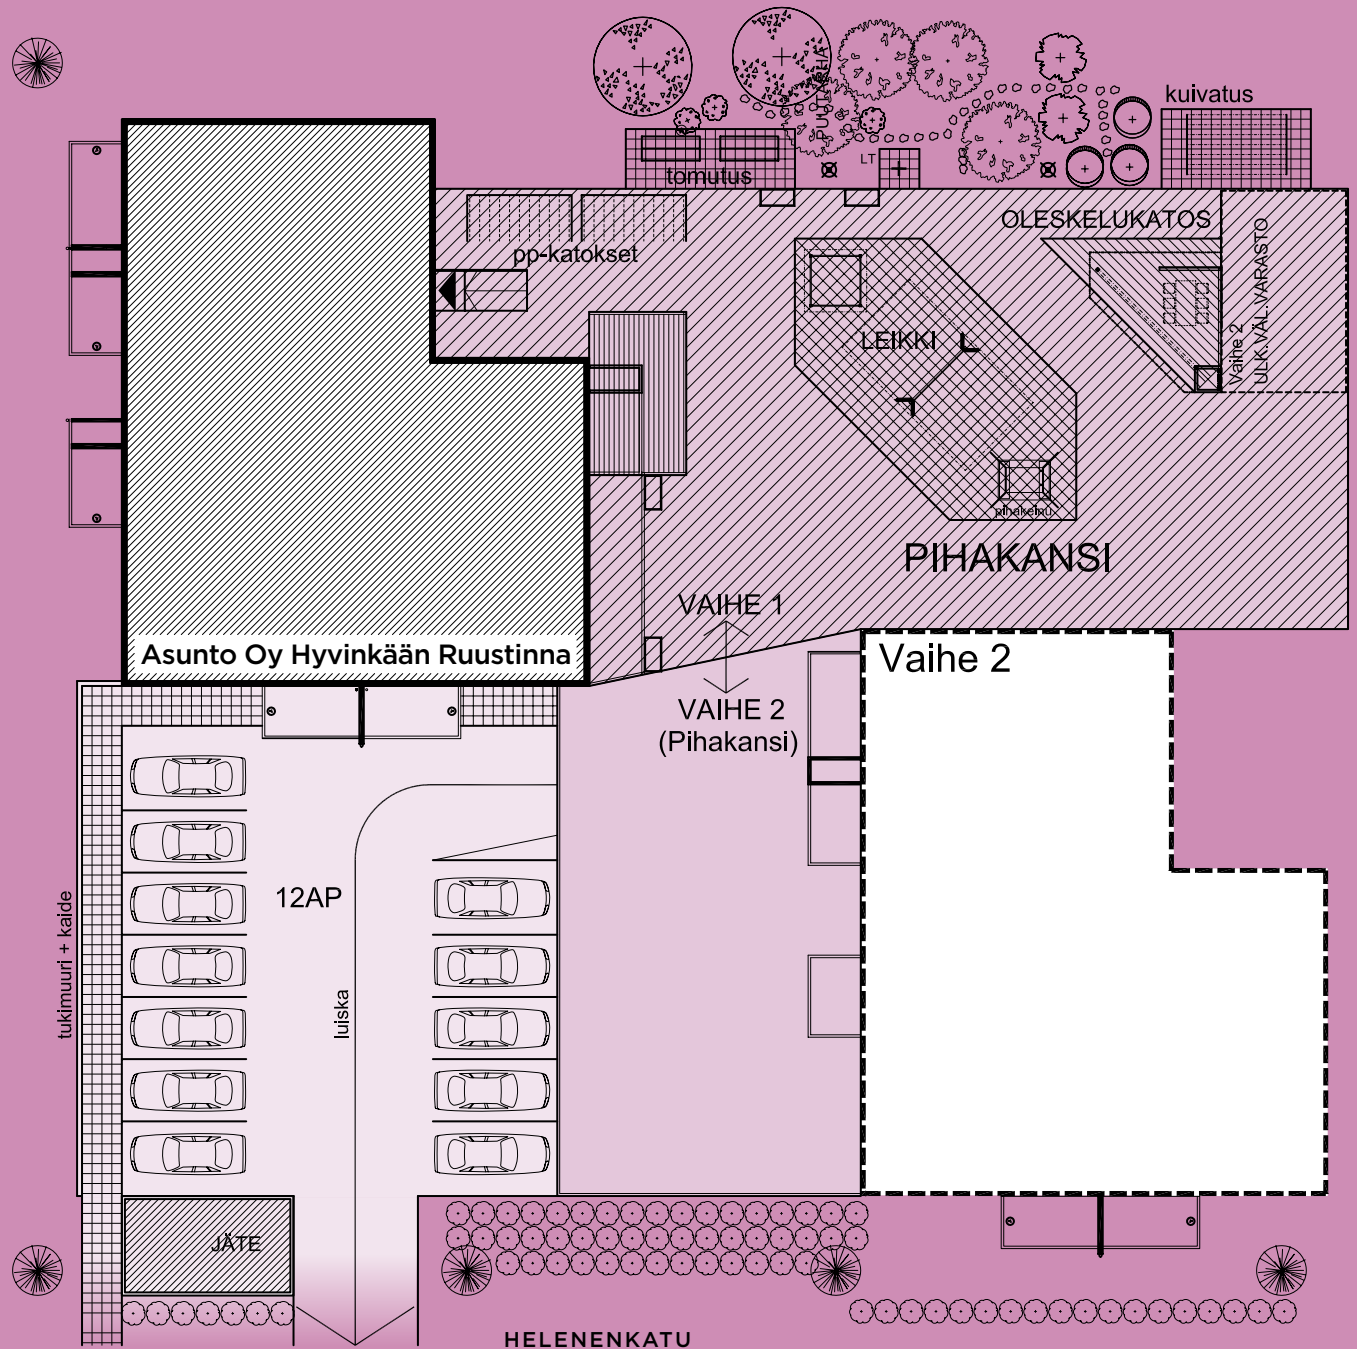 PUUTARHA
kuivatus
LT
tomutus
OLESKELUKATOS
pp-katokset
Vaihe 2
ULK.VÄL.VARASTO
LEIKKI
pihakeinu
PIHAKANSI
VAIHE 1
Asunto Oy Hyvinkään Ruustinna
Vaihe 2
VAIHE 2
(Pihakansi)
12AP
tukimuuri + kaide
luiska
JÄTE
HELENENKATU